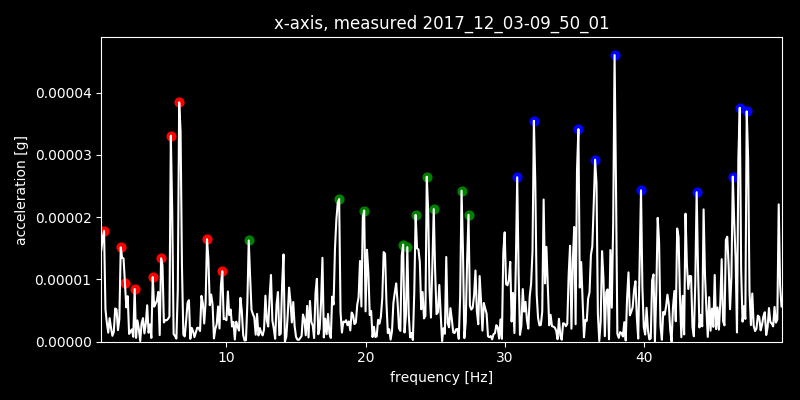 x-axis, measured 2017_12_03-09_50_01
acceleration [g]
0.00004
0.00003
0.00002
0.00001
0.00000
10 20 30 40
frequency [Hz]